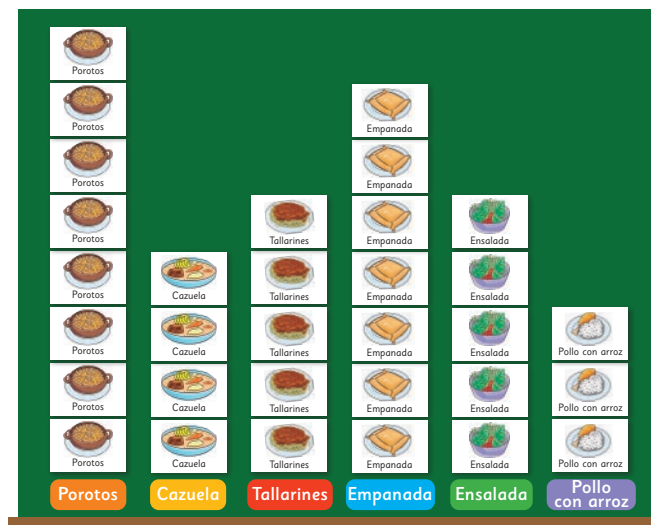 Porotos
Porotos Empanada
Porotos Empanada
Porotos Tallarines Empanada Ensalada
Porotos Cazuela Tallarines Empanada Ensalada
Porotos Cazuela Tallarines Empanada Ensalada Pollo con arroz
Porotos Cazuela Tallarines Empanada Ensalada Pollo con arroz
Porotos Cazuela Tallarines Empanada Ensalada Pollo con arroz
Porotos Cazuela Tallarines Empanada Ensalada Pollo
con arroz